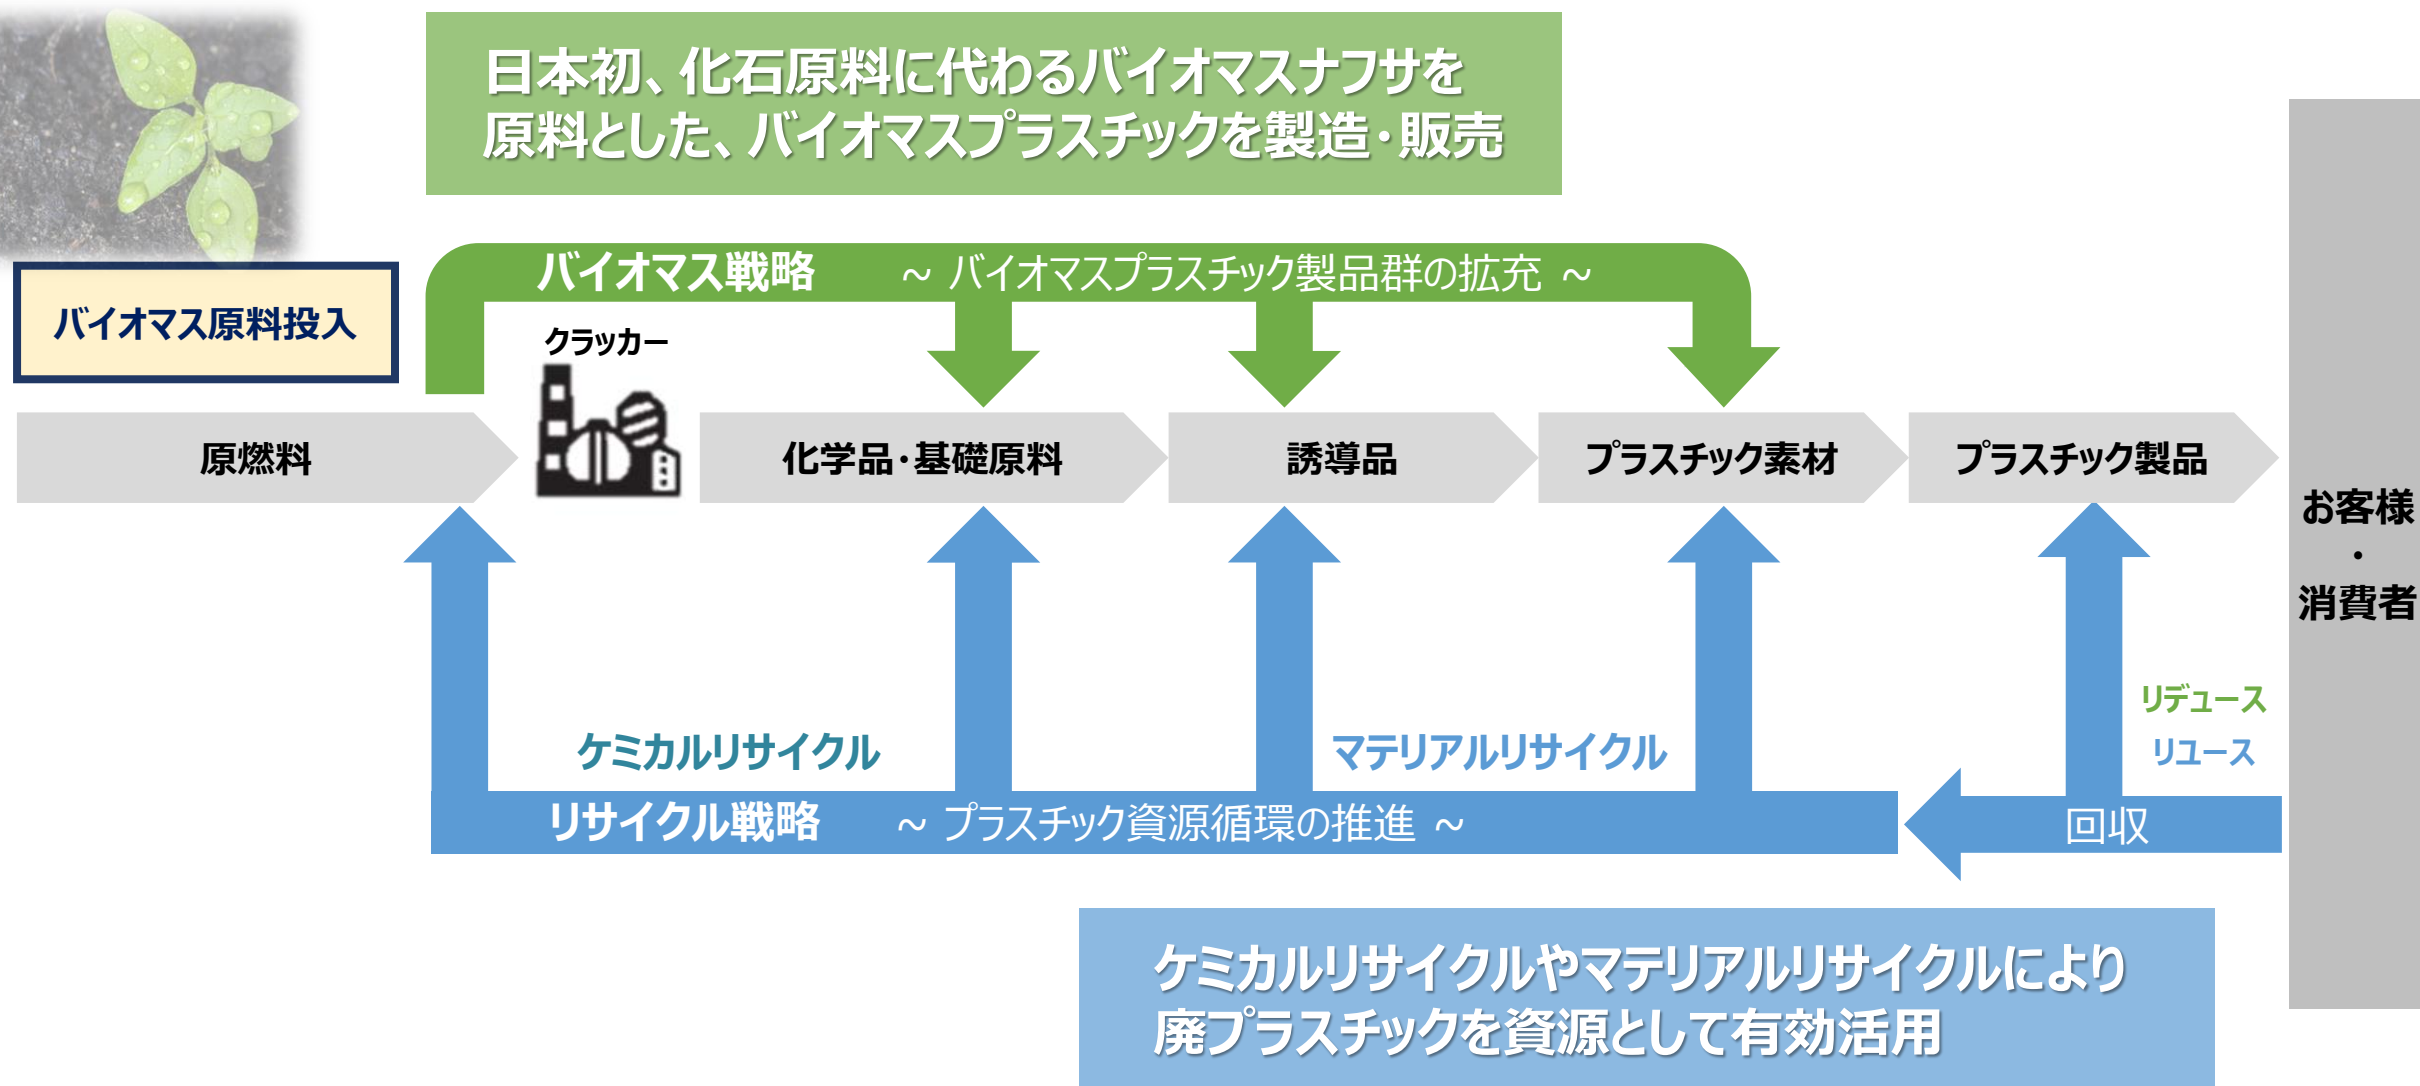 日本初、化石原料に代わるバイオマスナフサを
原料とした、バイオマスプラスチックを製造・販売
バイオマス戦略 ~ バイオマスプラスチック製品群の拡充 ~
バイオマス原料投入
クラッカー
原燃料
化学品・基礎原料
誘導品
プラスチック素材
プラスチック製品
お客様
・
消費者
リデュース
リユース
ケミカルリサイクル
マテリアルリサイクル
リサイクル戦略 ~ プラスチック資源循環の推進 ~
回収
ケミカルリサイクルやマテリアルリサイクルにより
廃プラスチックを資源として有効活用